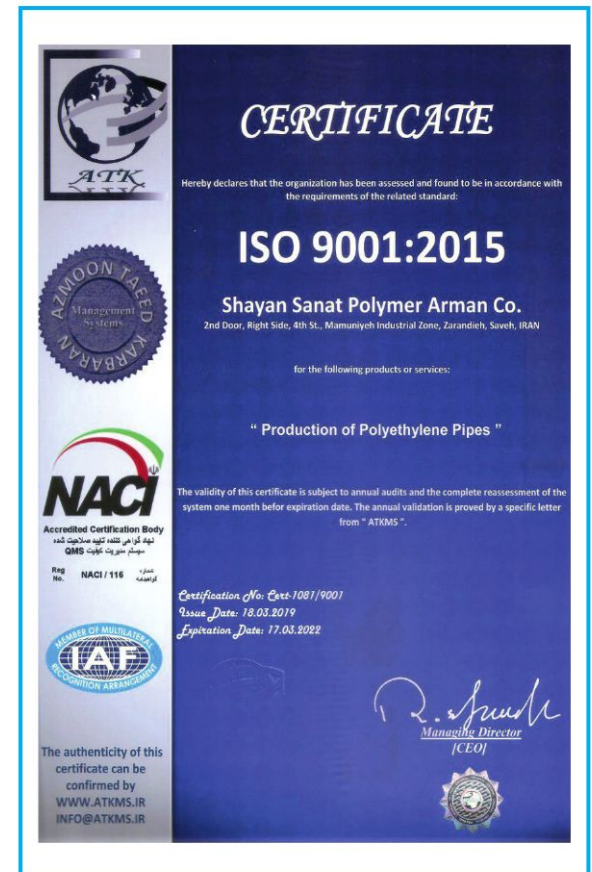 ATK
CERTIFICATE
Hereby declares that the organization has been assessed and found to be in accordance with
the requirements of the related standard:
ISO 9001:2015
Shayan Sanat Polymer Arman Co.
2nd Door, Right Side, 4th St., Mamuniyeh Industrial Zone, Zarandieh, Saveh, IRAN
for the following products or services:
“ Production of Polyethylene Pipes ”
The validity of this certificate is subject to annual audits and the complete reassessment of the
system one month befor expiration date. The annual validation is proved by a specific letter
from “ ATKMS ”.
Certification No: Cert-1081/9001
Issue Date: 18.03.2019
Expiration Date: 17.03.2022
Managing Director
[CEO]
AZMOON TAEED
KARBARAN
Management
Systems
NACI
Accredited Certification Body
نهاد گواهی کننده تایید صلاحیت شده
سیستم مدیریت کیفیت QMS
Reg
No.
NACI / 116
شماره
گواهینامه
MEMBER OF MULTILATERAL
IAF
RECOGNITION ARRANGEMENT
The authenticity of this
certificate can be
confirmed by
WWW.ATKMS.IR
INFO@ATKMS.IR